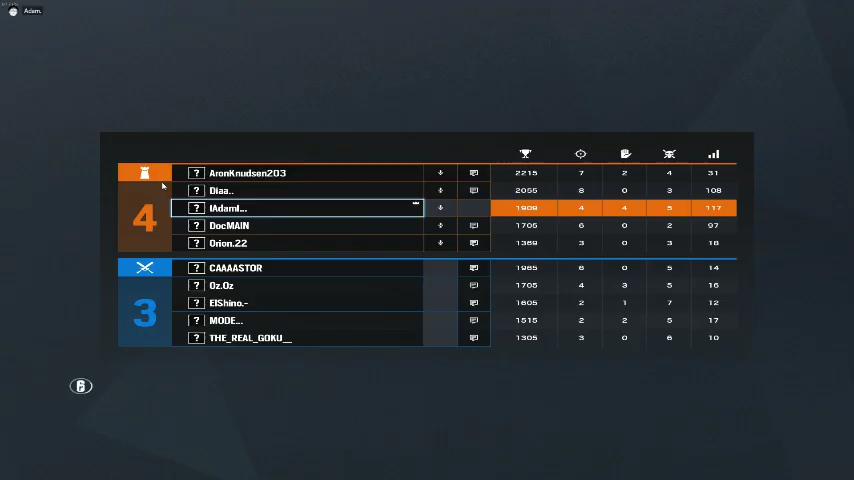 Adam.
? AronKnudsen203 2215 7 2 4 31
? Diaa.. 2055 8 0 3 108
4
? IAdamI... 1909 4 4 5 117
? DocMAIN 1705 6 0 2 97
? Orion.22 1369 3 0 3 18
? CAAAASTOR 1965 6 0 5 14
? Oz.Oz 1705 4 3 5 16
3
? ElShino.- 1605 2 1 7 12
? MODE... 1515 2 2 5 17
? THE_REAL_GOKU__ 1305 3 0 6 10
6